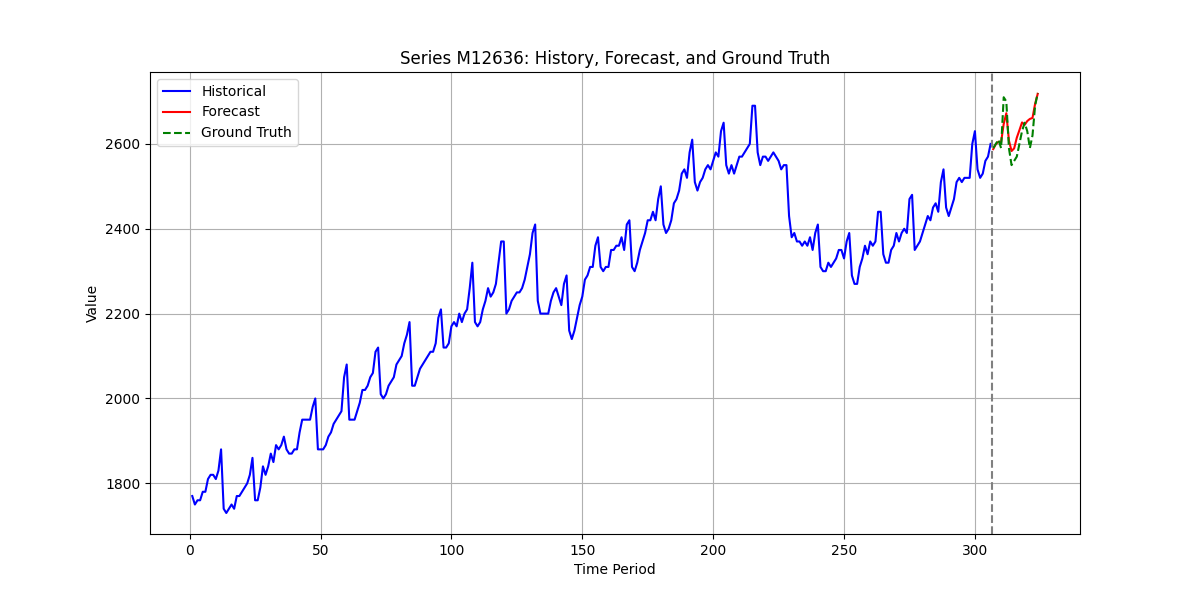 Series M12636: History, Forecast, and Ground Truth
Historical
Forecast
Ground Truth
Value
2600
2400
2200
2000
1800
0 50 100 150 200 250 300
Time Period